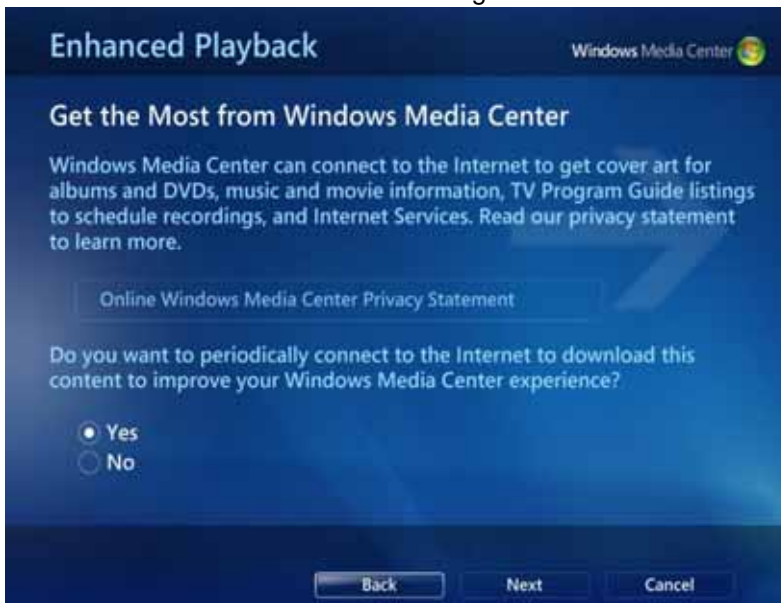 Enhanced Playback
Windows Media Center
Get the Most from Windows Media Center
Windows Media Center can connect to the Internet to get cover art for
albums and DVDs, music and movie information, TV Program Guide listings
to schedule recordings, and Internet Services. Read our privacy statement
to learn more.
Online Windows Media Center Privacy Statement
Do you want to periodically connect to the Internet to download this
content to improve your Windows Media Center experience?
Yes
No
Back Next Cancel